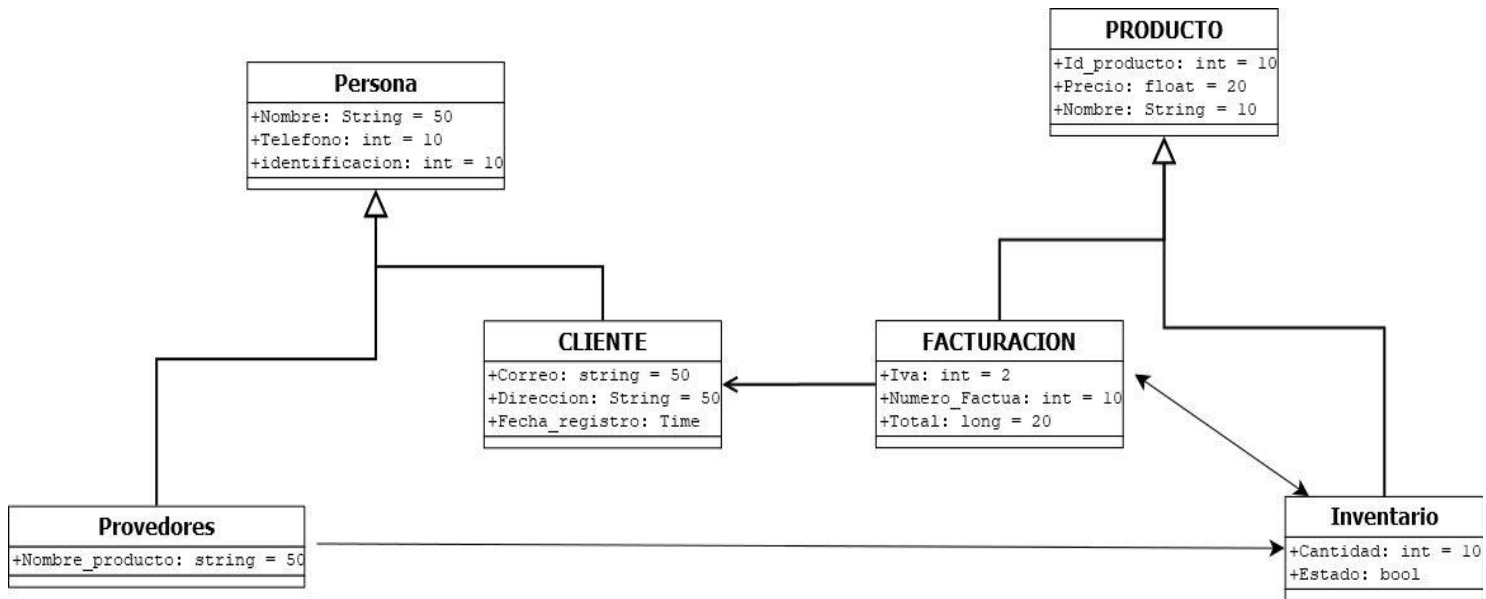 PRODUCTO
+Id_producto: int = 10
+Precio: float = 20
+Nombre: String = 10
Persona
+Nombre: String = 50
+Telefono: int = 10
+identificacion: int = 10
CLIENTE
+Correo: string = 50
+Direccion: String = 50
+Fecha_registro: Time
FACTURACION
+Iva: int = 2
+Numero_Factua: int = 10
+Total: long = 20
Provedores
+Nombre_producto: string = 50
Inventario
+Cantidad: int = 10
+Estado: bool